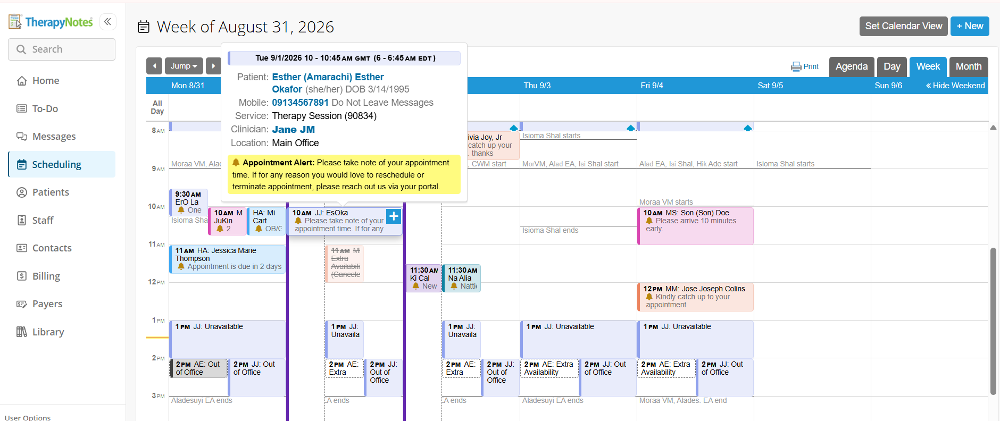 TherapyNotes
Search
Home
To-Do
Messages
Scheduling
Patients
Staff
Contacts
Billing
Payers
Library
User Options
Week of August 31, 2026
Set Calendar View
+ New
Jump
Print
Agenda
Day
Week
Month
Mon 8/31
Thu 9/3
Fri 9/4
Sat 9/5
Sun 9/6
« Hide Weekend
All
Day
Tue 9/1/2026 10 - 10:45 AM GMT (6 - 6:45 AM EDT)
Patient: Esther (Amarachi) Esther
Okafor (she/her) DOB 3/14/1995
Mobile: 09134567891 Do Not Leave Messages
Service: Therapy Session (90834)
Clinician: Jane JM
Location: Main Office
Appointment Alert: Please take note of your appointment
time. If for any reason you would love to reschedule or
terminate appointment, please reach out us via your portal.
8 AM
9 AM
10 AM
11 AM
12 PM
1 PM
2 PM
3 PM
Moraa VM, Alad
9:30 AM
ErO La
One
Isioma Sha
10 AM M
JuKin
2
HA: Mi
Cart
OB/G
11 AM HA: Jessica Marie
Thompson
Appointment is due in 2 days
1 PM JJ: Unavailable
2 PM AE: Out
of Office
2 PM JJ: Out
of Office
Aladesuyi EA ends
10 AM JJ: EsOka
Please take note of your
appointment time. If for any
11 AM M
Extra
Availabili
(Cancele
1 PM JJ:
Unavaila
2 PM AE:
Extra
2 PM JJ:
Out of
Office
EA ends
ivia Joy, Jr
catch up your
. thanks
, CWM start
11:30 AM
Ki Cal
New
11:30 AM
Na Alia
Nattie
1 PM JJ:
Unavaila
2 PM AE:
Extra
2 PM JJ:
Out of
Office
EA ends
Isioma Shal starts
MorVM, Alad EA, Isi Shal start
Isioma Shal ends
1 PM JJ: Unavailable
2 PM AE: Extra
Availability
2 PM JJ: Out
of Office
Aladesuyi EA ends
Alad EA, Isi Shal, Hik Ade start
Moraa VM starts
10 AM MS: Son (Son) Doe
Please arrive 10 minutes
early.
12 PM MM: Jose Joseph Colins
Kindly catch up to your
appointment
1 PM JJ: Unavailable
2 PM AE: Extra
Availability
2 PM JJ: Out
of Office
Moraa VM, Alades. EA end
Isioma Shal starts